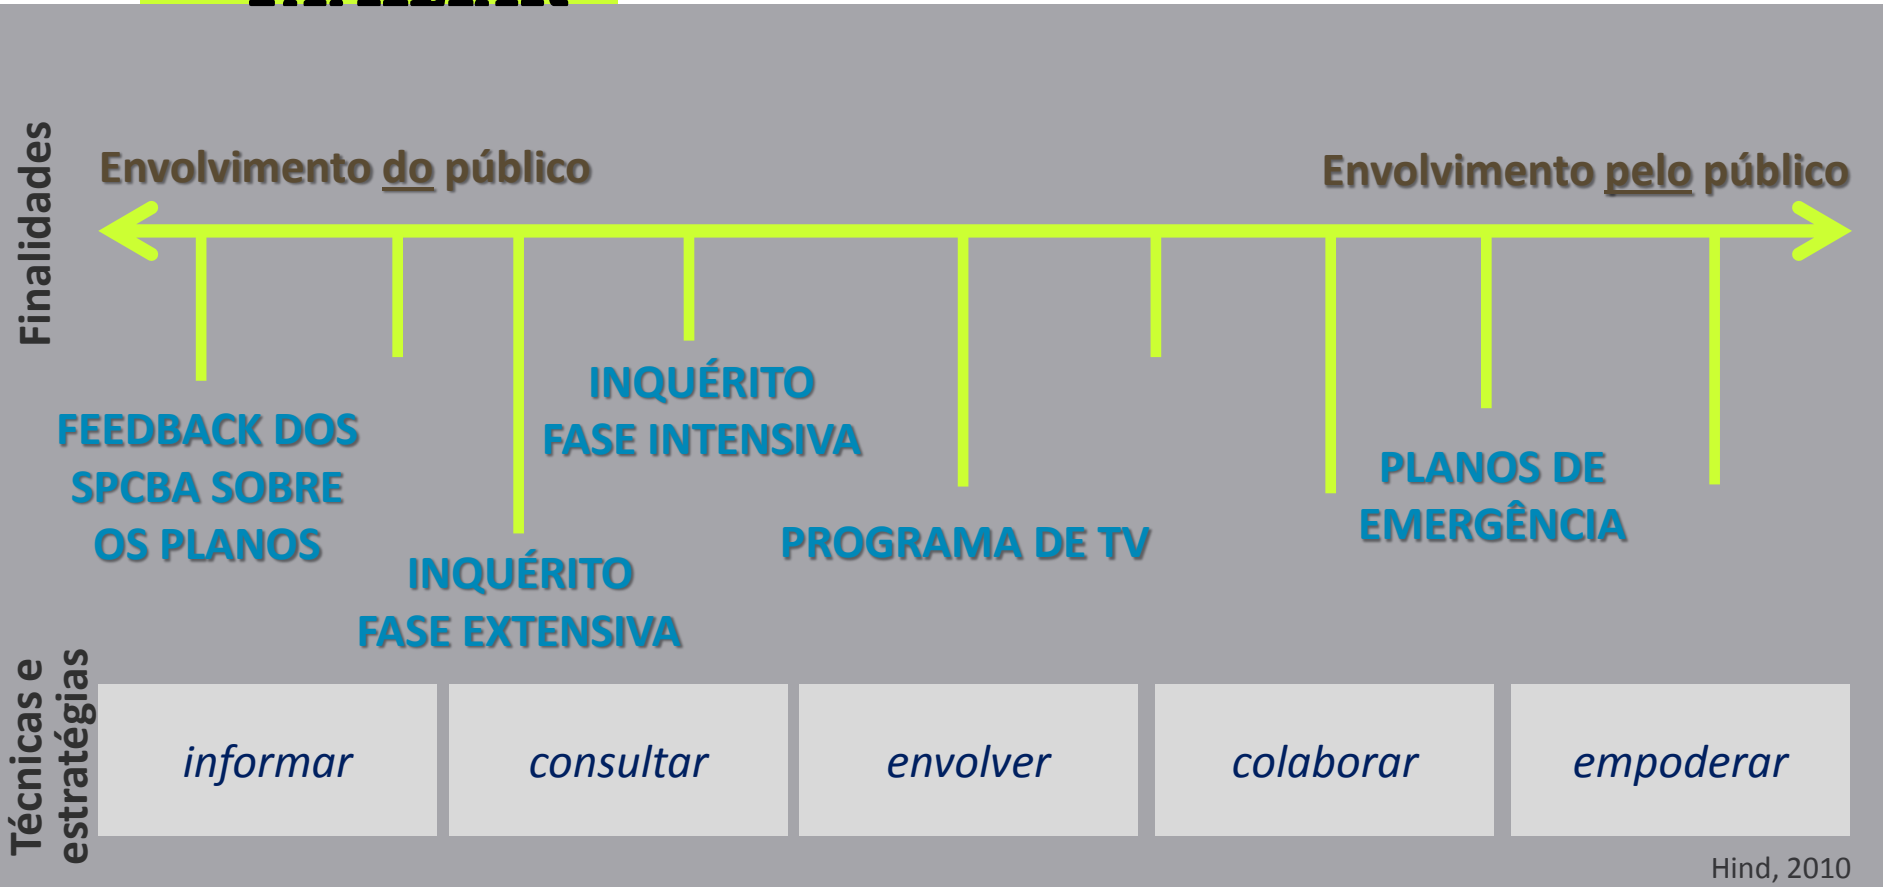 Finalidades
Envolvimento do público
Envolvimento pelo público
FEEDBACK DOS
SPCBA SOBRE
OS PLANOS
INQUÉRITO
FASE EXTENSIVA
INQUÉRITO
FASE INTENSIVA
PROGRAMA DE TV
PLANOS DE
EMERGÊNCIA
Técnicas e
estratégias
informar
consultar
envolver
colaborar
empoderar
Hind, 2010